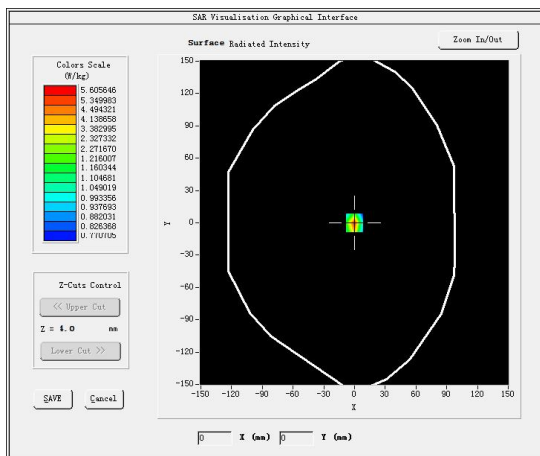 SAR Visualisation Graphical Interface
Surface Radiated Intensity
Zoom In/Out
Colors Scale
(W/kg)
5.605646
5.349983
4.494321
4.138658
3.382995
2.327332
2.271670
1.216007
1.160344
1.104681
1.049019
0.993356
0.937693
0.882031
0.826368
0.770705
Z-Cuts Control
<< Upper Cut
Z = 4.0 mm
Lower Cut >>
SAVE Cancel
Y
150
120
90
60
30
0
-30
-60
-90
-120
-150
-150 -120 -90 -60 -30 0 30 60 90 120 150
X
0 X (mm) 0 Y (mm)